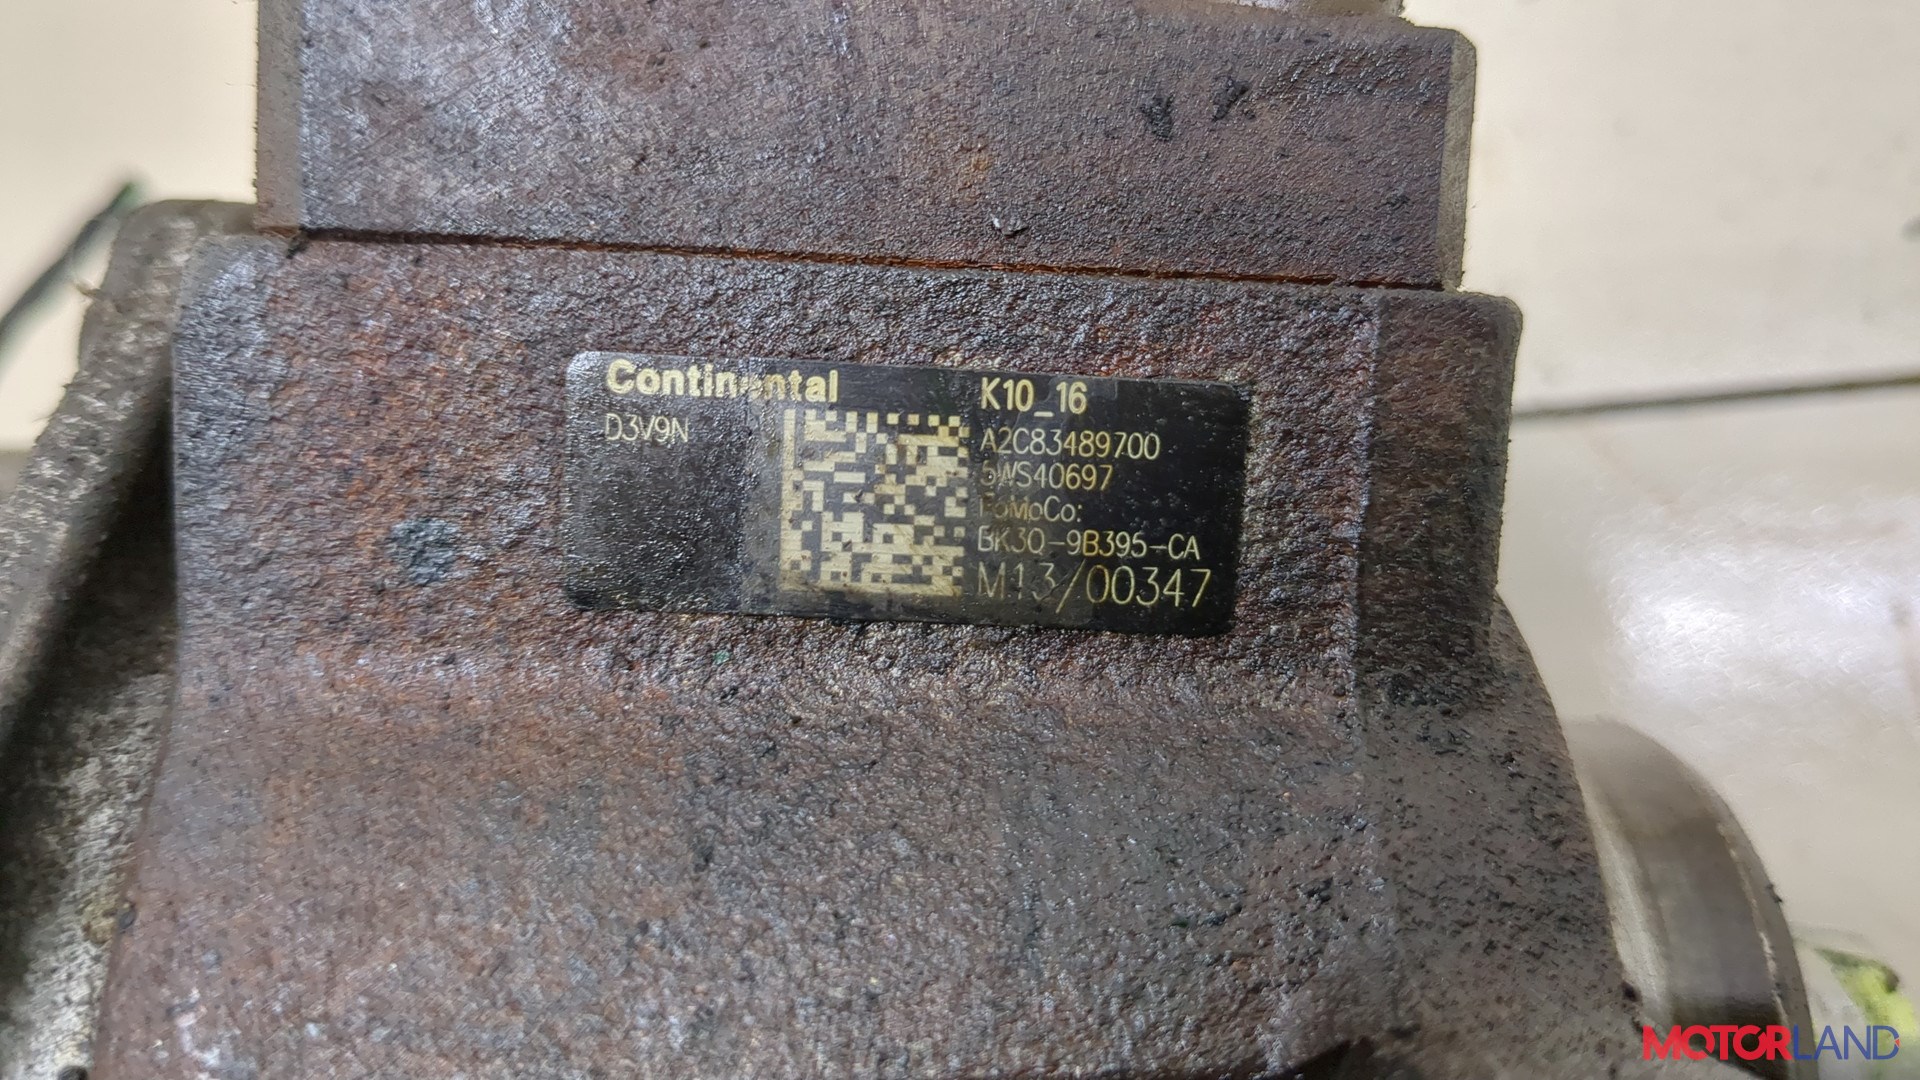 Continental
D3V9N
K10_16
A2C83489700
5WS40697
FoMoCo:
BK3Q-9B395-CA
M13/00347
MOTORLAND